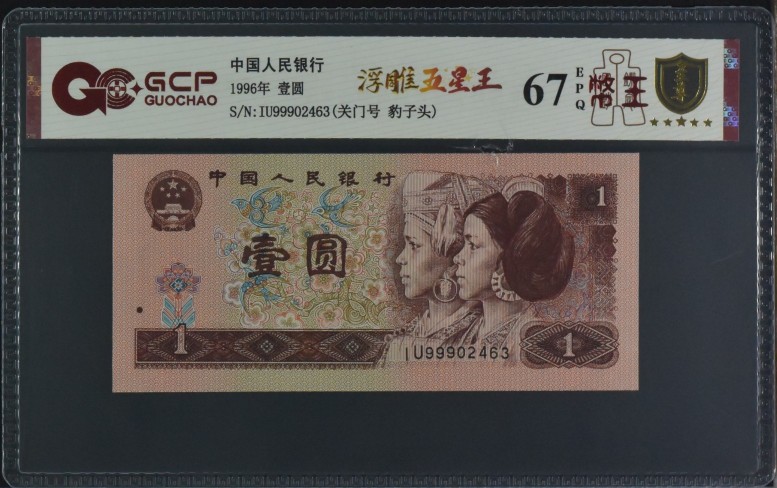 GCP
GUOCHAO
中国人民银行
1996年 壹圆
S/N:IU99902463(关门号 豹子头)
浮雕五星王
67
EPQ
币王
中国人民银行
壹圆
1
1
1
IU99902463